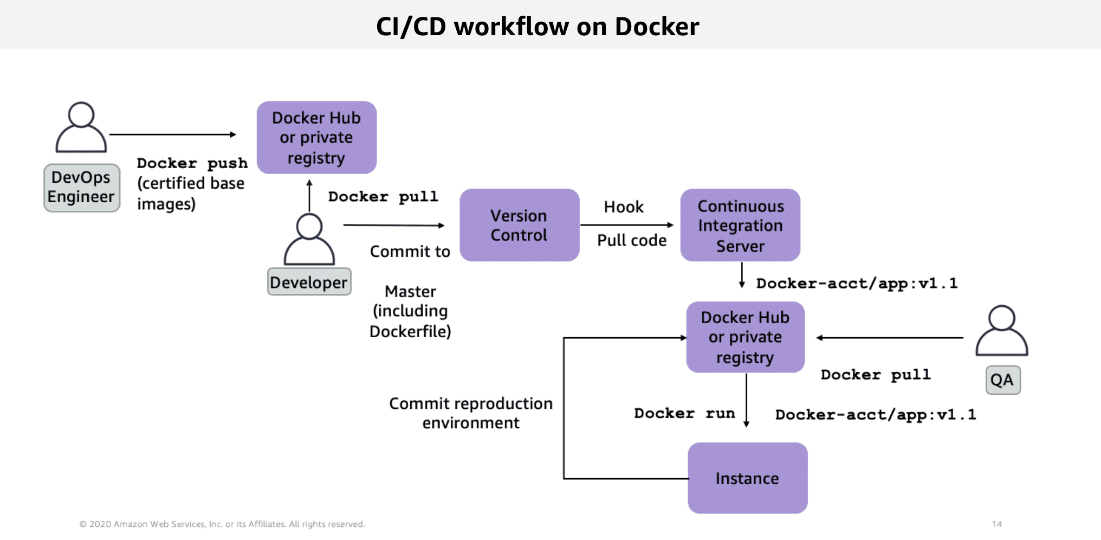 CI/CD workflow on Docker
Docker Hub
or private
registry
DevOps
Engineer
Docker push
(certified base
images)
Docker pull
Developer
Commit to
Master
(including
Dockerfile)
Version
Control
Hook
Pull code
Continuous
Integration
Server
Docker-acct/app:v1.1
Docker Hub
or private
registry
Docker pull
QA
Commit reproduction
environment
Docker run
Docker-acct/app:v1.1
Instance
© 2020 Amazon Web Services, Inc. or its Affiliates. All rights reserved.
14